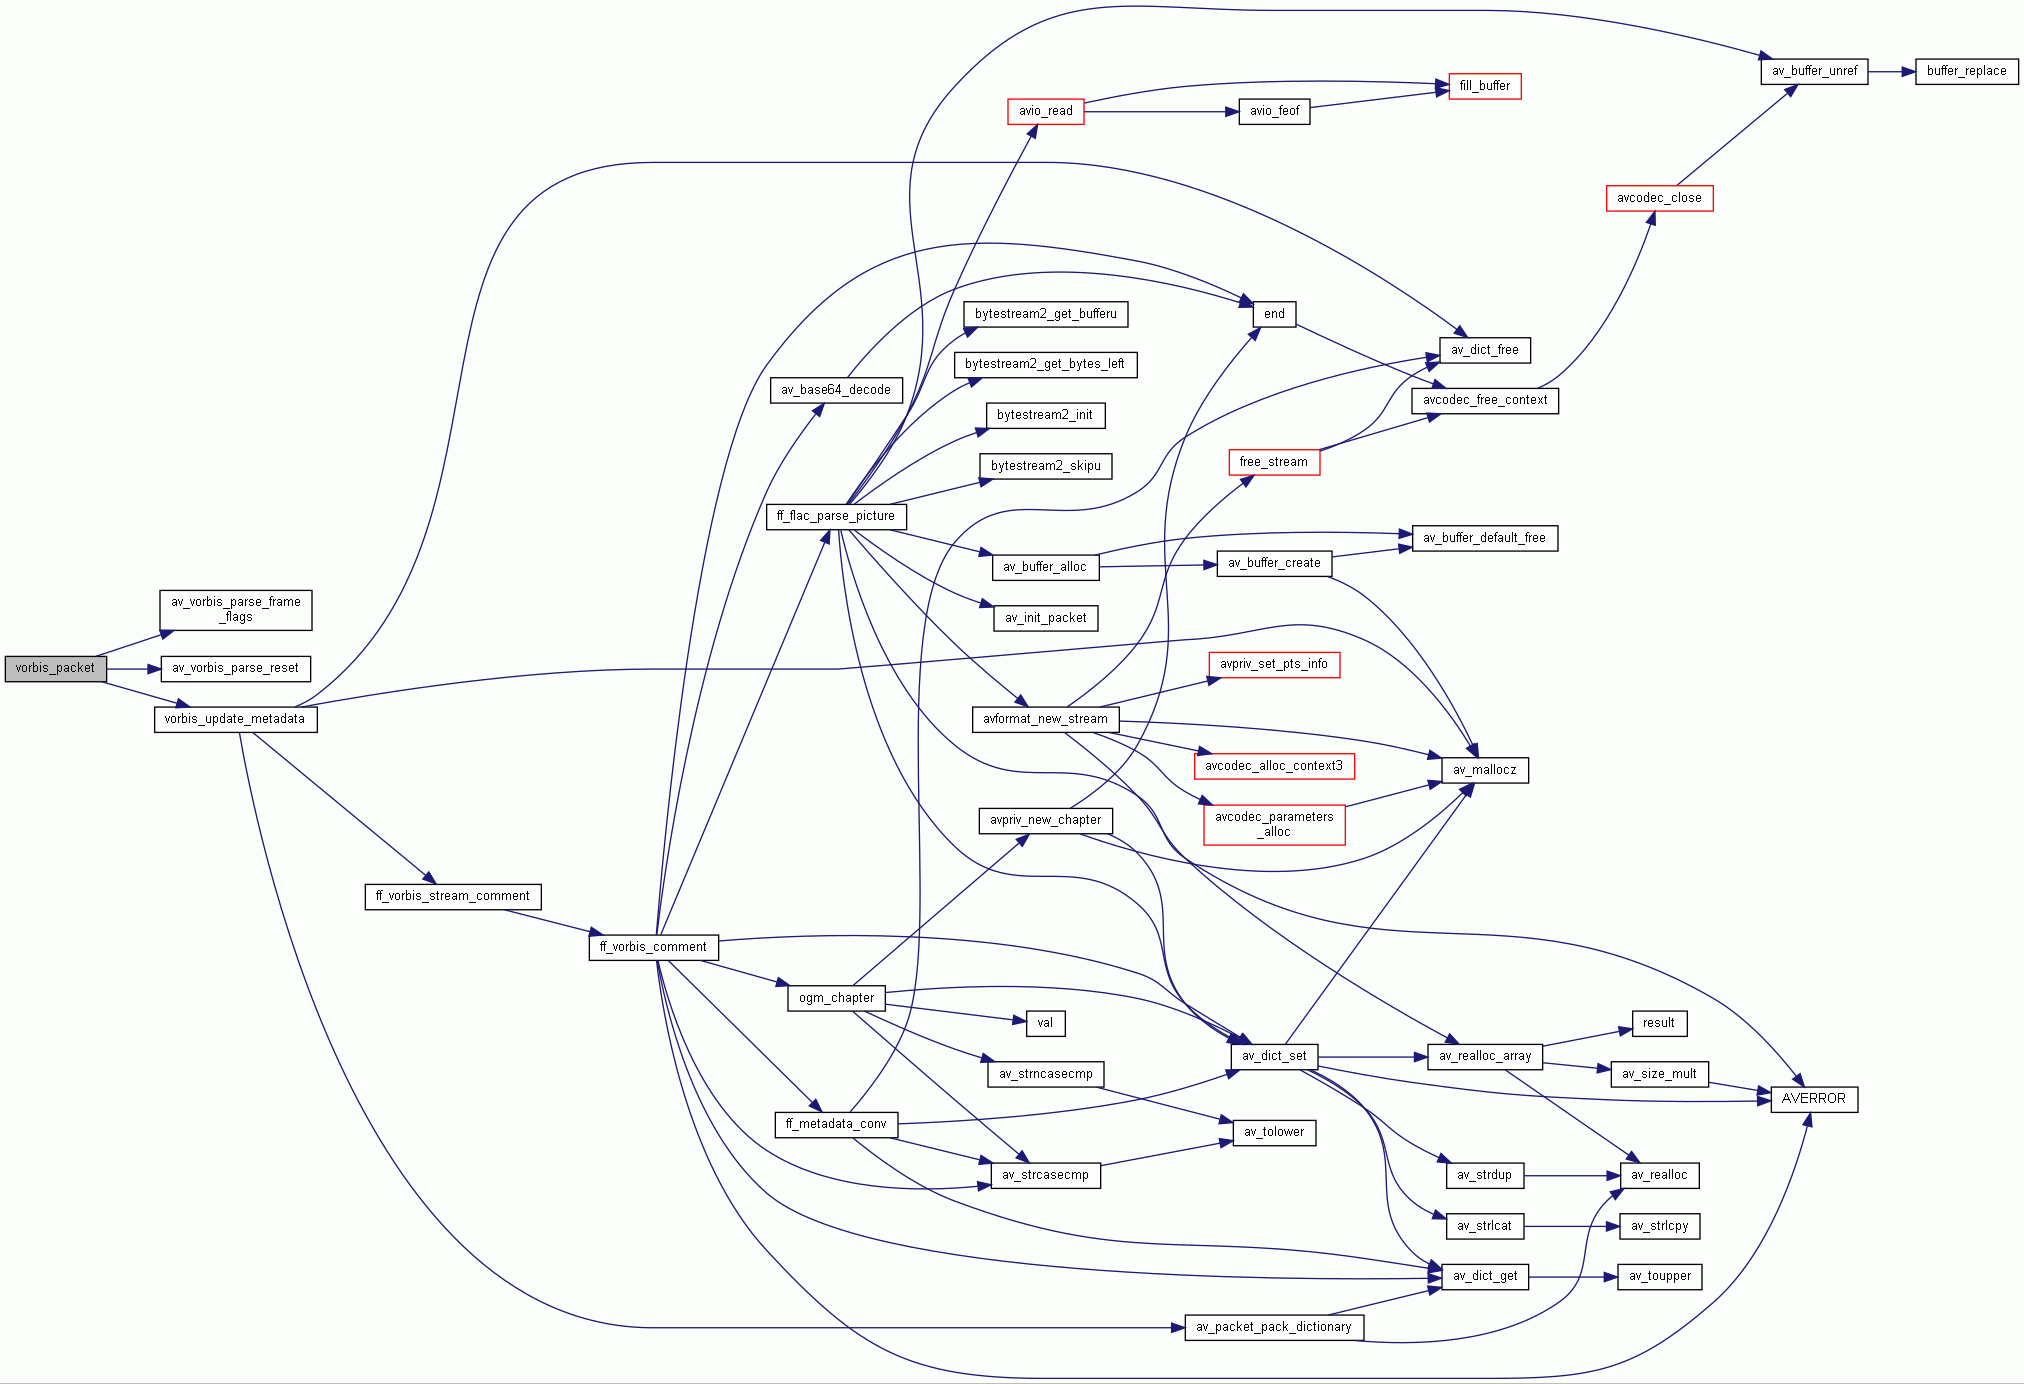 av_buffer_unref
buffer_replace
fill_buffer
avio_read
avio_feof
avcodec_close
bytestream2_get_bufferu
end
av_dict_free
bytestream2_get_bytes_left
av_base64_decode
avcodec_free_context
bytestream2_init
free_stream
bytestream2_skipu
ff_flac_parse_picture
av_buffer_default_free
av_buffer_alloc
av_buffer_create
av_vorbis_parse_frame
_flags
av_init_packet
vorbis_packet
av_vorbis_parse_reset
avpriv_set_pts_info
vorbis_update_metadata
avformat_new_stream
avcodec_alloc_context3
av_mallocz
avcodec_parameters
_alloc
avpriv_new_chapter
ff_vorbis_stream_comment
ff_vorbis_comment
ogm_chapter
val
result
av_dict_set
av_realloc_array
av_strncasecmp
av_size_mult
AVERROR
ff_metadata_conv
av_tolower
av_strcasecmp
av_strdup
av_realloc
av_strlcat
av_strlcpy
av_dict_get
av_toupper
av_packet_pack_dictionary